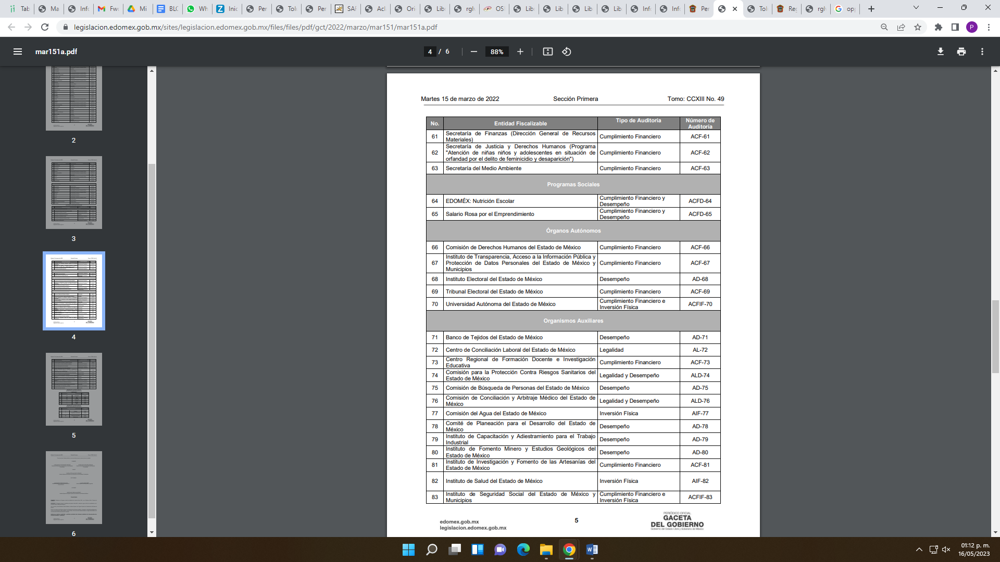 Tab
Ma
Info
Fwd
Mi
BLO
Wh
Inic
Per
Tolu
Per
SAF
Acl
Ori
Lib
rglv
OSF
Lib
Lib
Lib
Lib
Info
Info
Per
Tol
Reg
rglv
opp
legislacion.edomex.gob.mx/sites/legislacion.edomex.gob.mx/files/files/pdf/gct/2022/marzo/mar151/mar151a.pdf
P
mar151a.pdf
4 / 6
88%
2
3
4
5
6
Martes 15 de marzo de 2022 Sección Primera Tomo: CCXIII No. 49
No. Entidad Fiscalizable Tipo de Auditoría Número de Auditoría
61 Secretaría de Finanzas (Dirección General de Recursos Materiales) Cumplimiento Financiero ACF-61
62 Secretaría de Justicia y Derechos Humanos (Programa "Atención de niñas niños y adolescentes en situación de orfandad por el delito de feminicidio y desaparición") Cumplimiento Financiero ACF-62
63 Secretaría del Medio Ambiente Cumplimiento Financiero ACF-63
Programas Sociales
64 EDOMÉX: Nutrición Escolar Cumplimiento Financiero y Desempeño ACFD-64
65 Salario Rosa por el Emprendimiento Cumplimiento Financiero y Desempeño ACFD-65
Órganos Autónomos
66 Comisión de Derechos Humanos del Estado de México Cumplimiento Financiero ACF-66
67 Instituto de Transparencia, Acceso a la Información Pública y Protección de Datos Personales del Estado de México y Municipios Cumplimiento Financiero ACF-67
68 Instituto Electoral del Estado de México Desempeño AD-68
69 Tribunal Electoral del Estado de México Cumplimiento Financiero ACF-69
70 Universidad Autónoma del Estado de México Cumplimiento Financiero e Inversión Física ACFIF-70
Organismos Auxiliares
71 Banco de Tejidos del Estado de México Desempeño AD-71
72 Centro de Conciliación Laboral del Estado de México Legalidad AL-72
73 Centro Regional de Formación Docente e Investigación Educativa Cumplimiento Financiero ACF-73
74 Comisión para la Protección Contra Riesgos Sanitarios del Estado de México Legalidad y Desempeño ALD-74
75 Comisión de Búsqueda de Personas del Estado de México Desempeño AD-75
76 Comisión de Conciliación y Arbitraje Médico del Estado de México Legalidad y Desempeño ALD-76
77 Comisión del Agua del Estado de México Inversión Física AIF-77
78 Comité de Planeación para el Desarrollo del Estado de México Desempeño AD-78
79 Instituto de Capacitación y Adiestramiento para el Trabajo Industrial Desempeño AD-79
80 Instituto de Fomento Minero y Estudios Geológicos del Estado de México Desempeño AD-80
81 Instituto de Investigación y Fomento de las Artesanías del Estado de México Cumplimiento Financiero ACF-81
82 Instituto de Salud del Estado de México Inversión Física AIF-82
83 Instituto de Seguridad Social del Estado de México y Municipios Cumplimiento Financiero e Inversión Física ACFIF-83
edomex.gob.mx
legislacion.edomex.gob.mx
5
PERIÓDICO OFICIAL
GACETA
DEL GOBIERNO
Gobierno del Estado Libre y Soberano de México
01:12 p. m.
16/05/2023